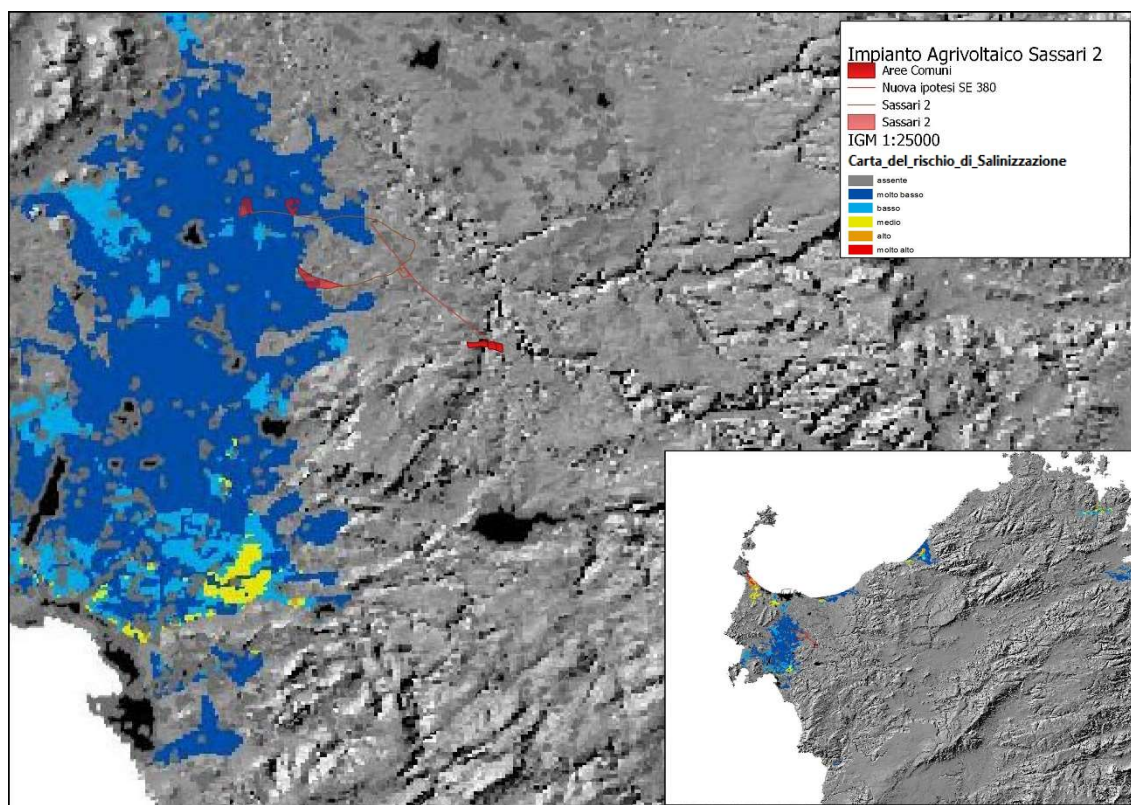 Impianto Agrivoltaico Sassari 2
Aree Comuni
Nuova ipotesi SE 380
Sassari 2
Sassari 2
IGM 1:25000
Carta_del_rischio_di_Salinizzazione
assente
molto basso
basso
medio
alto
molto alto